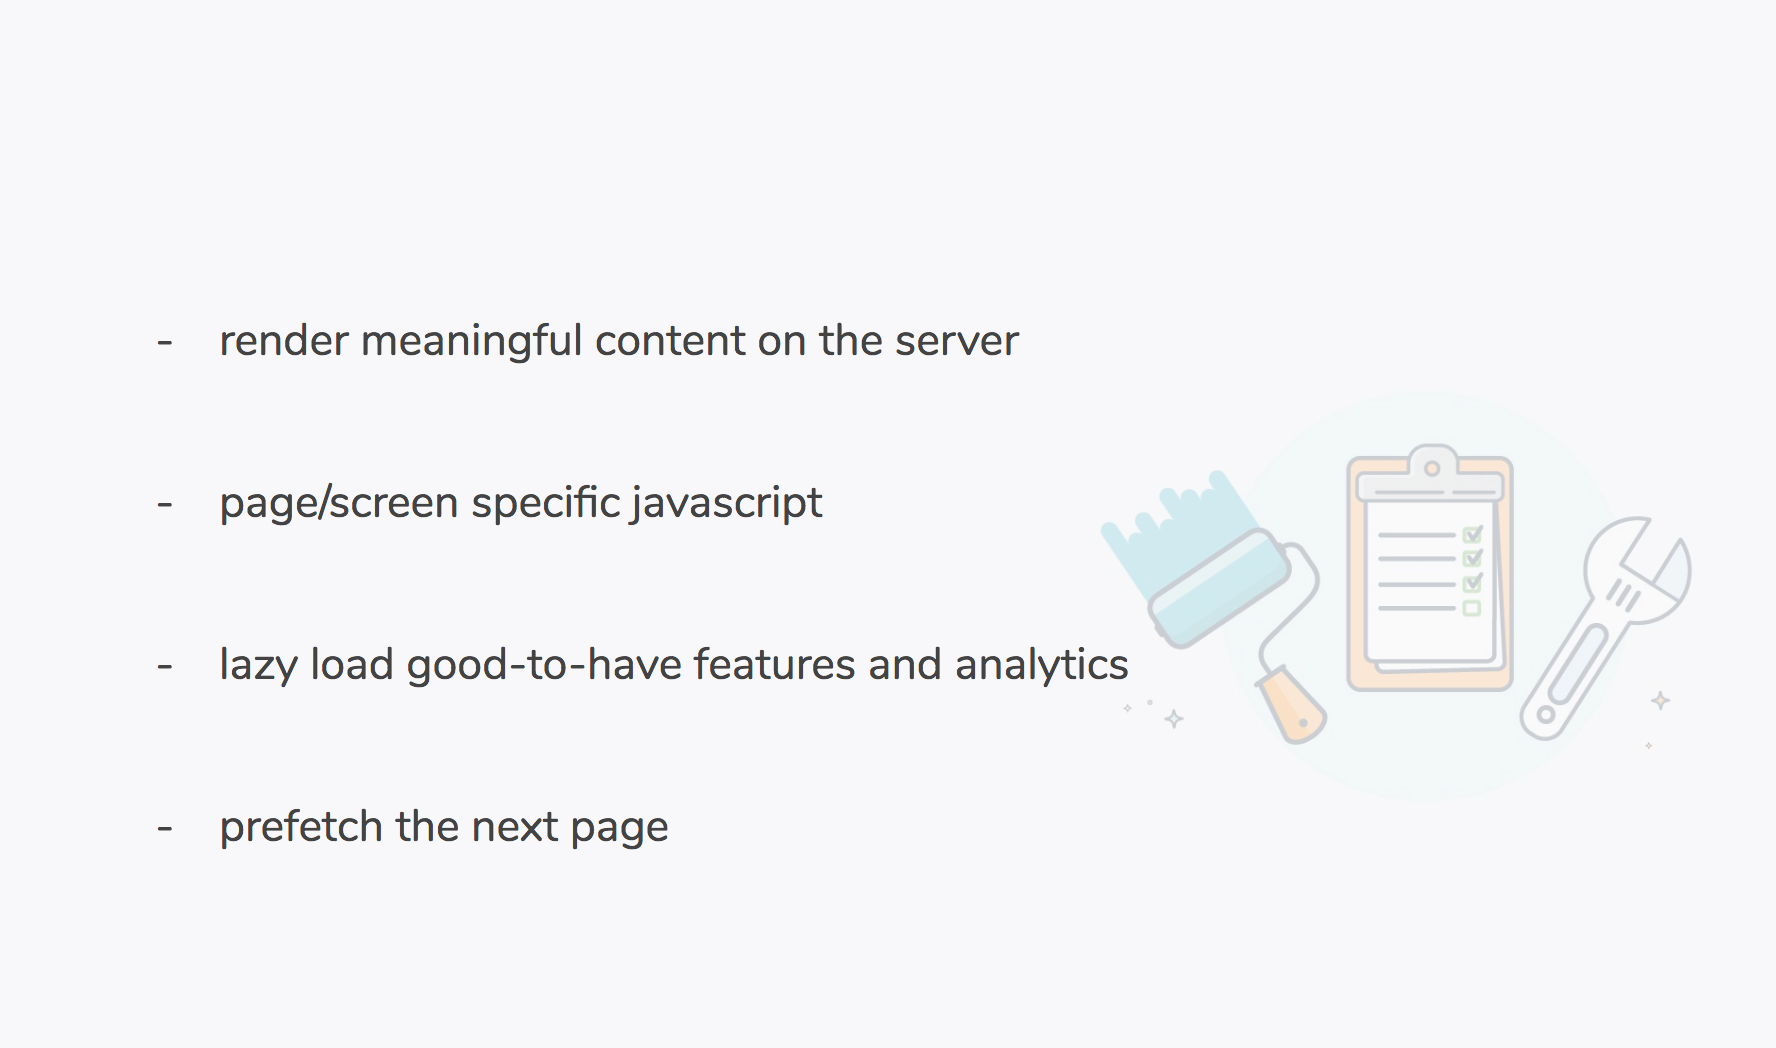 - render meaningful content on the server
- page/screen specific javascript
- lazy load good-to-have features and analytics
- prefetch the next page